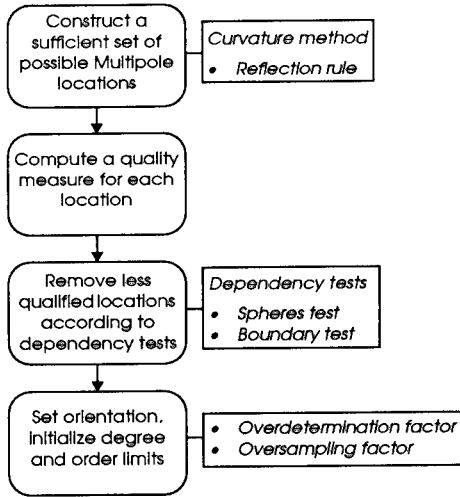 Construct a
sufficient set of
possible Multipole
locations
Curvature method
• Reflection rule
Compute a quality
measure for each
location
Remove less
qualified locations
according to
dependency tests
Dependency tests
• Spheres test
• Boundary test
Set orientation,
initialize degree
and order limits
• Overdetermination factor
• Oversampling factor